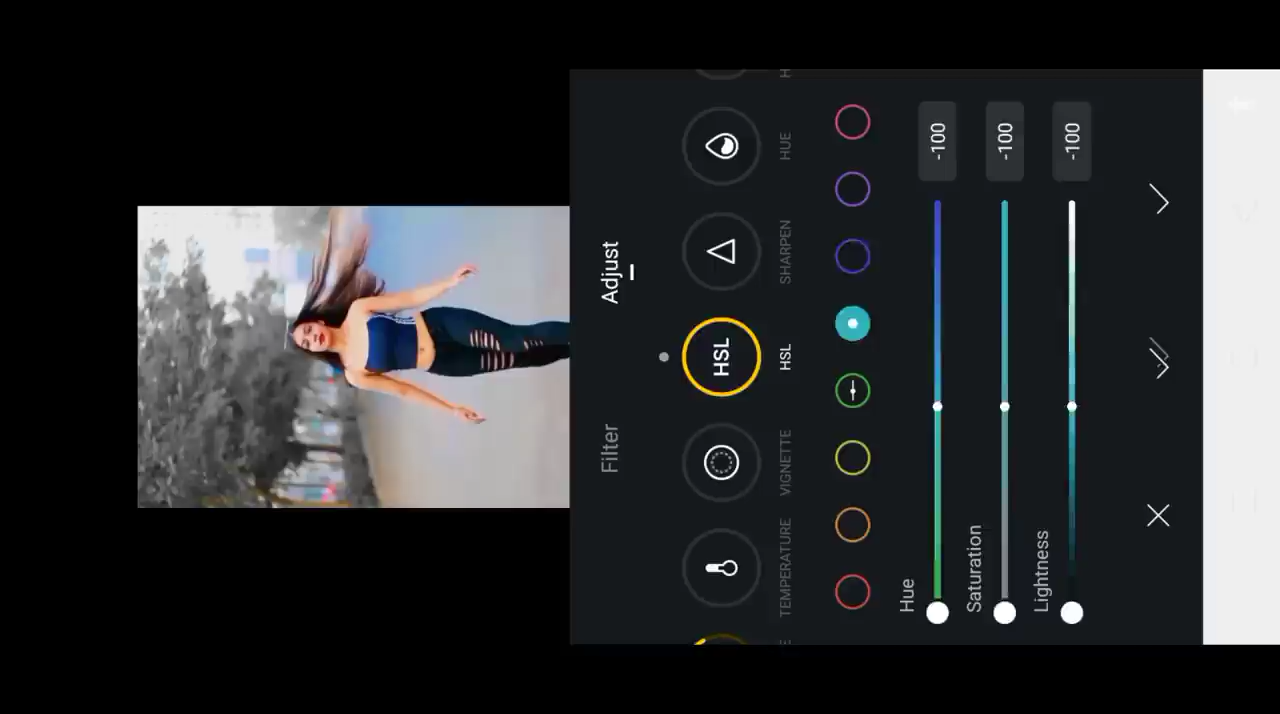 Filter
Adjust
TEMPERATURE
VIGNETTE
HSL
HSL
SHARPEN
HUE
Hue
-100
Saturation
-100
Lightness
-100